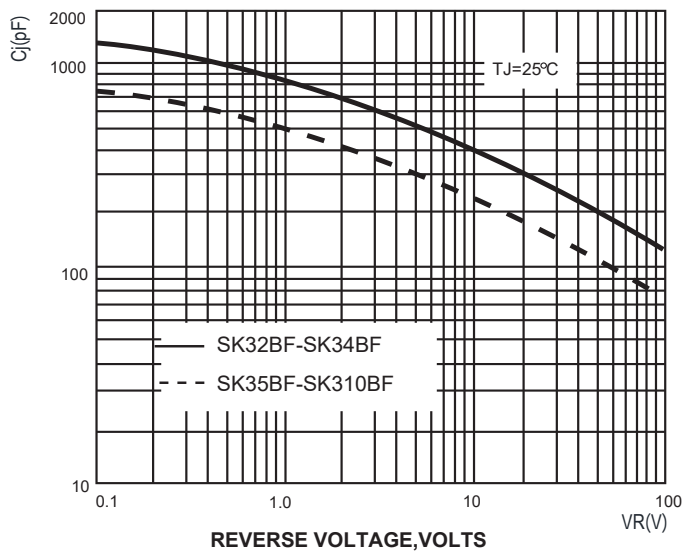 2000
Cj(pF)
1000
TJ=25ºC
100
SK32BF-SK34BF
SK35BF-SK310BF
10
0.1
1.0
10
100
VR(V)
REVERSE VOLTAGE,VOLTS